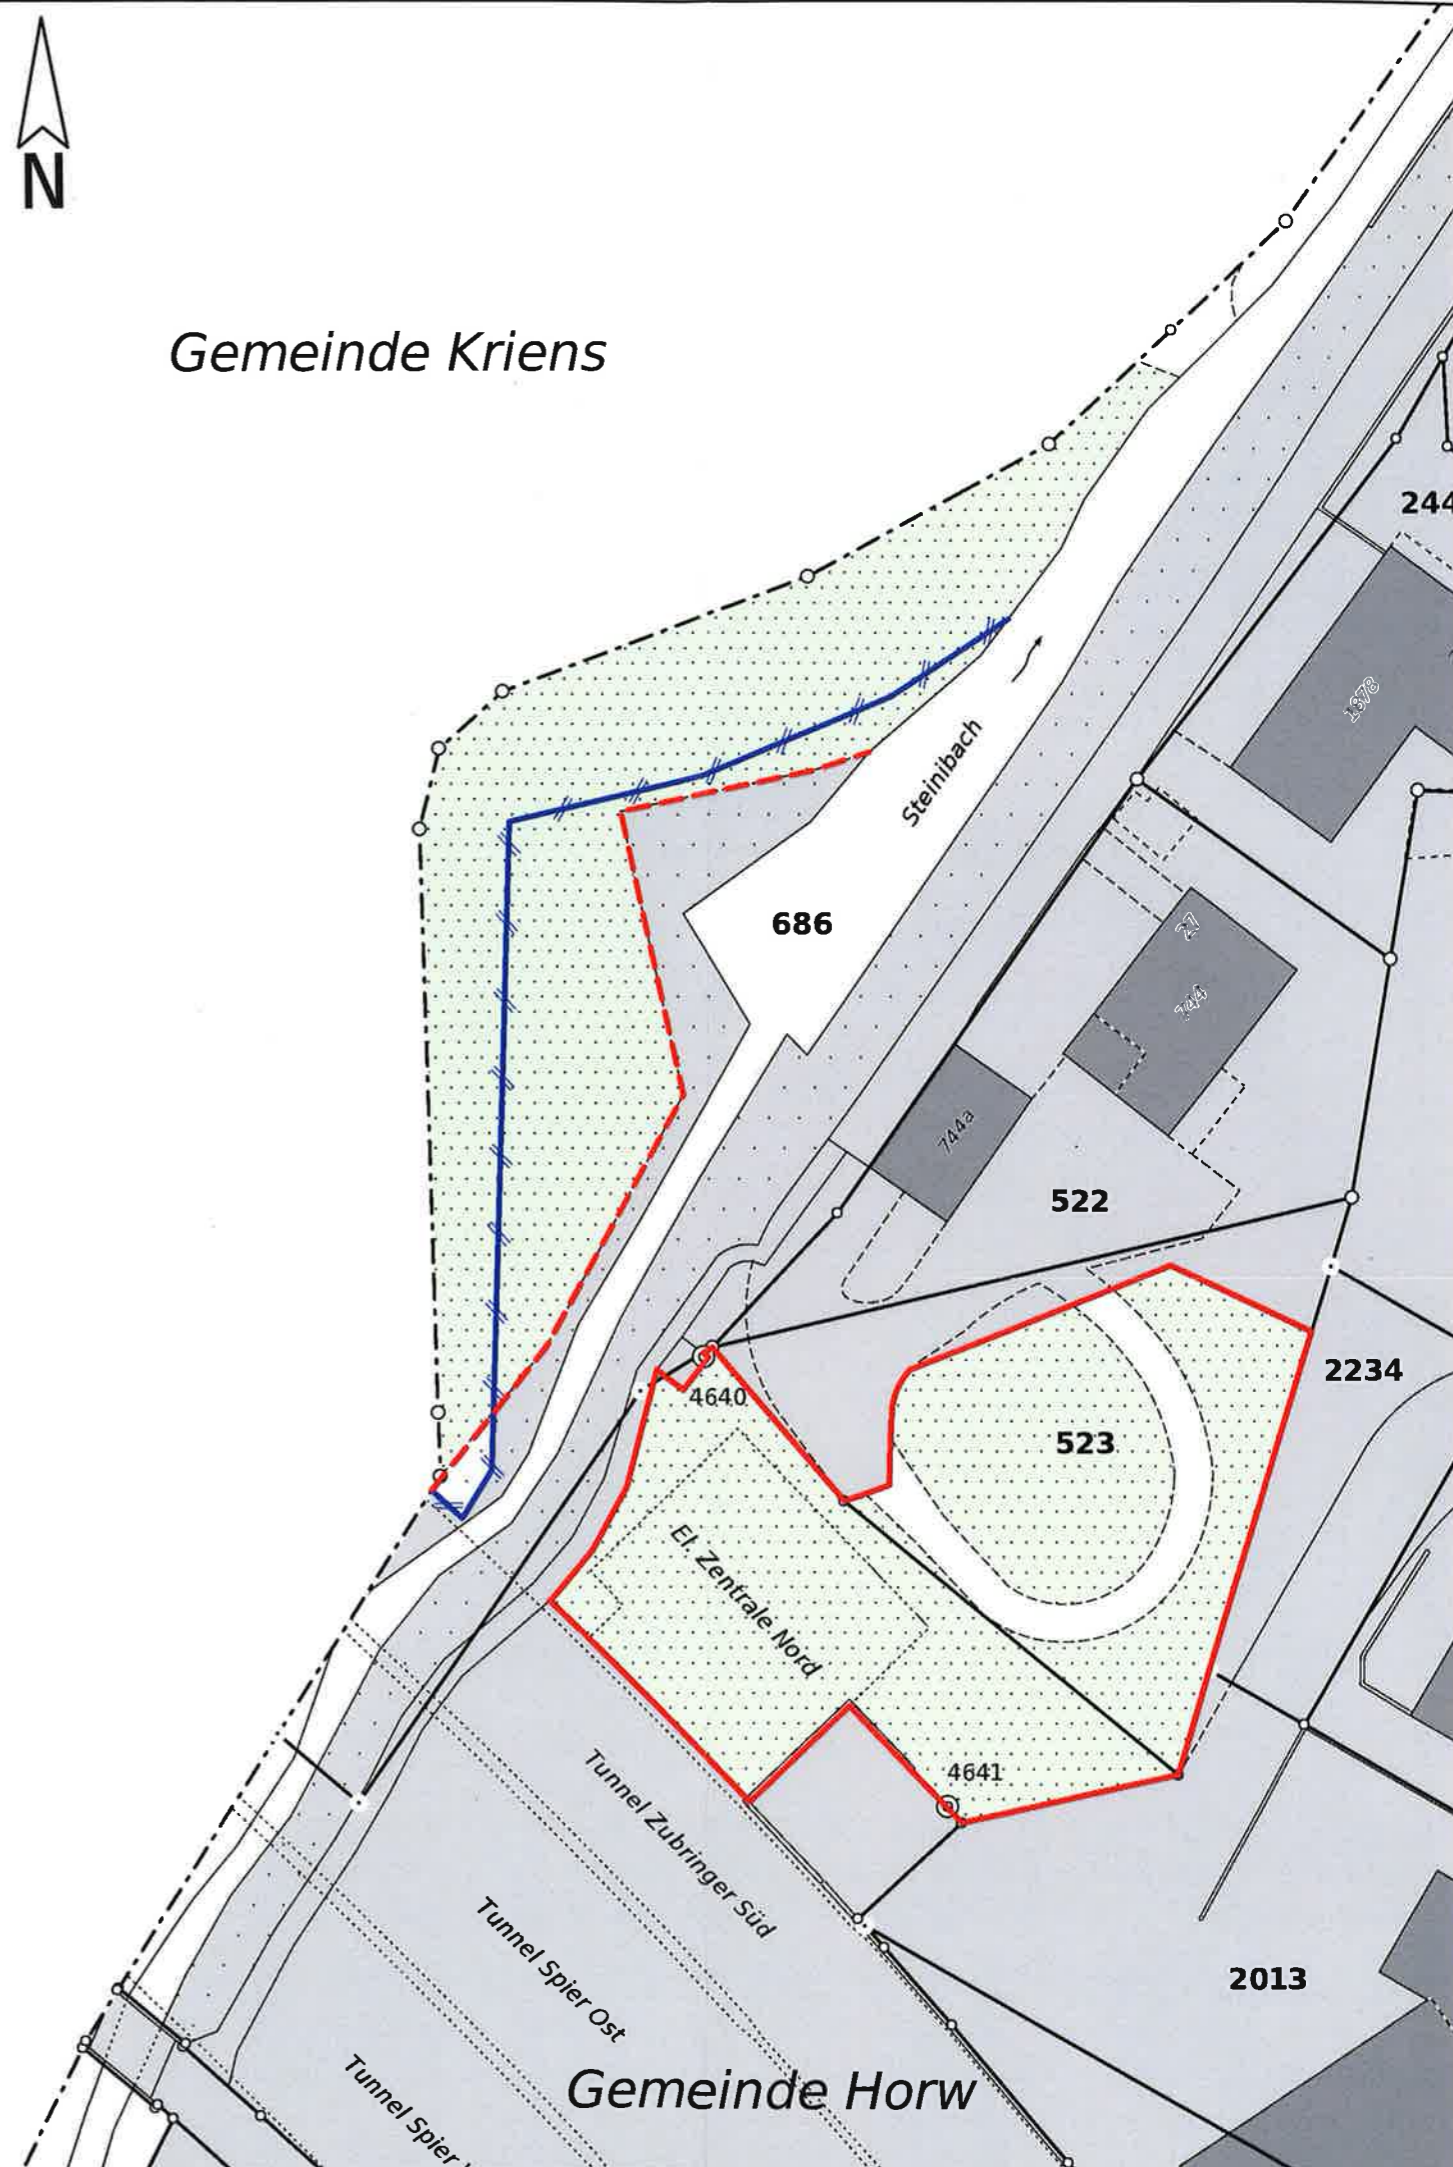 N
Gemeinde Kriens
244
1878
Steinibach
686
27
744
744a
522
2234
4640
523
El. Zentrale Nord
4641
Tunnel Zubringer Süd
Tunnel Spier Ost
2013
Gemeinde Horw
Tunnel Spier